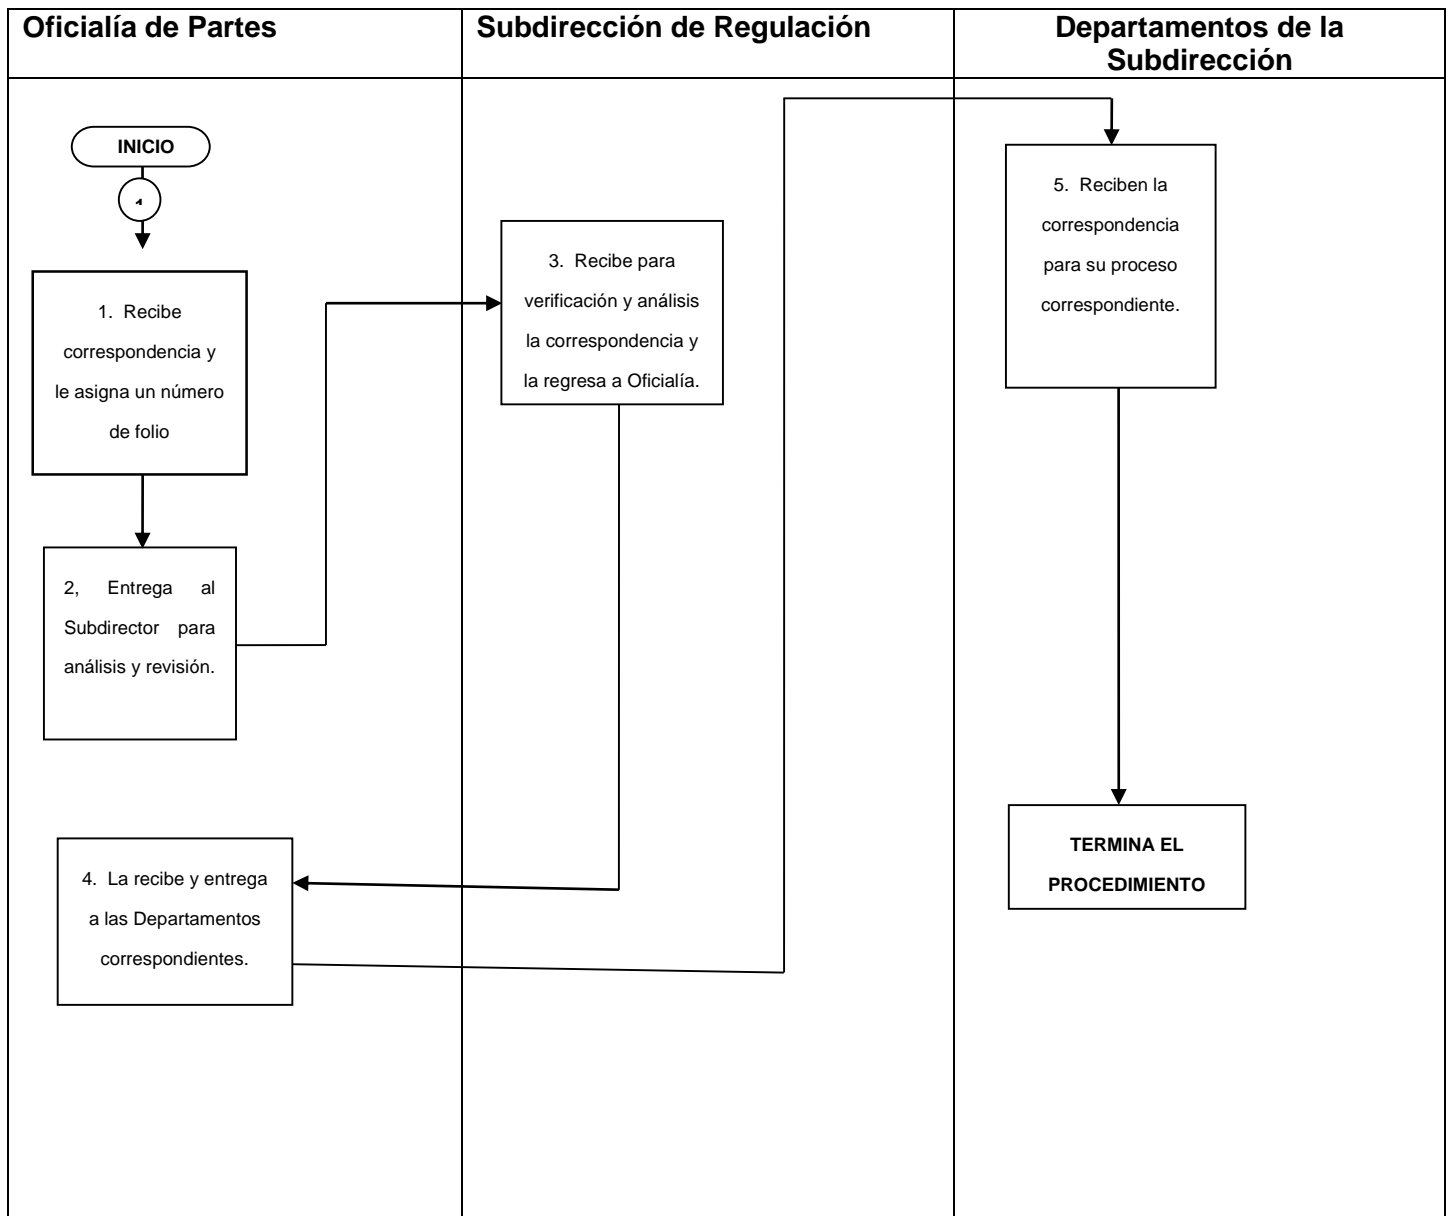 Oficialía de Partes
Subdirección de Regulación
Departamentos de la
Subdirección
INICIO
1. Recibe
correspondencia y
le asigna un número
de folio
2, Entrega al
Subdirector para
análisis y revisión.
3. Recibe para
verificación y análisis
la correspondencia y
la regresa a Oficialía.
4. La recibe y entrega
a las Departamentos
correspondientes.
5. Reciben la
correspondencia
para su proceso
correspondiente.
TERMINA EL
PROCEDIMIENTO